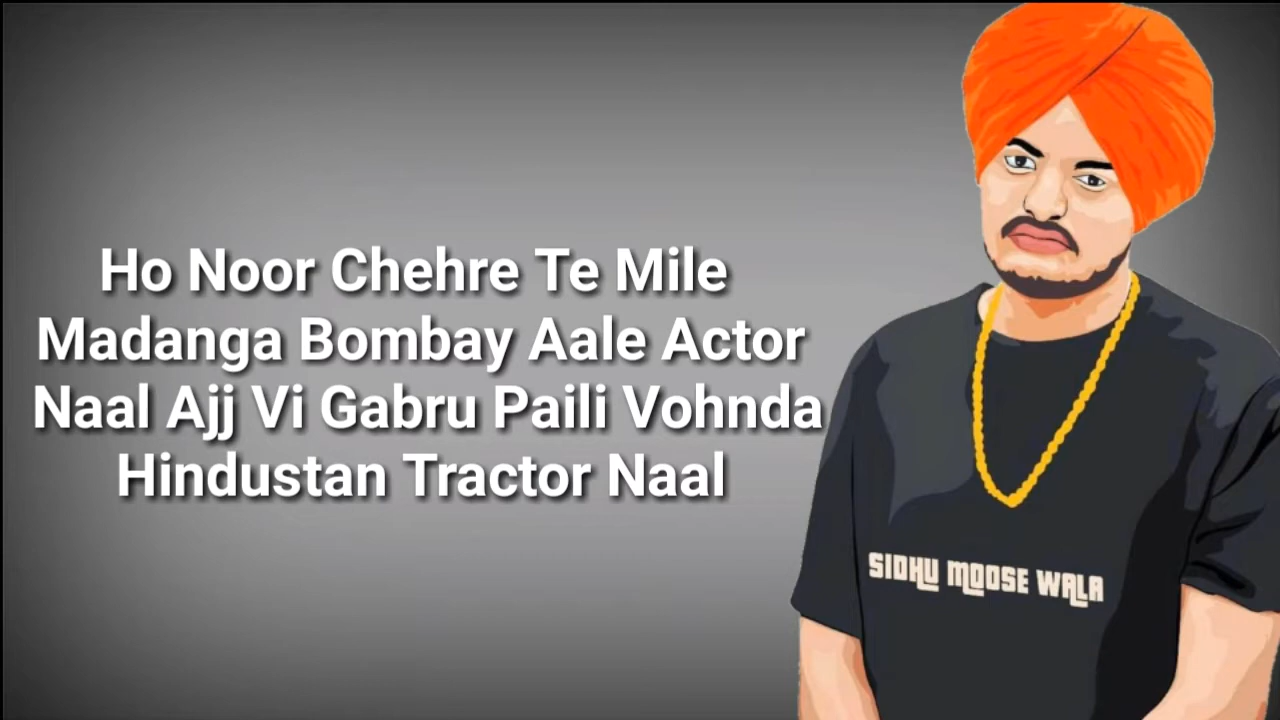 Ho Noor Chehre Te Mile
Madanga Bombay Aale Actor
Naal Ajj Vi Gabru Paili Vohnda
Hindustan Tractor Naal
SIDHU MOOSE WALA